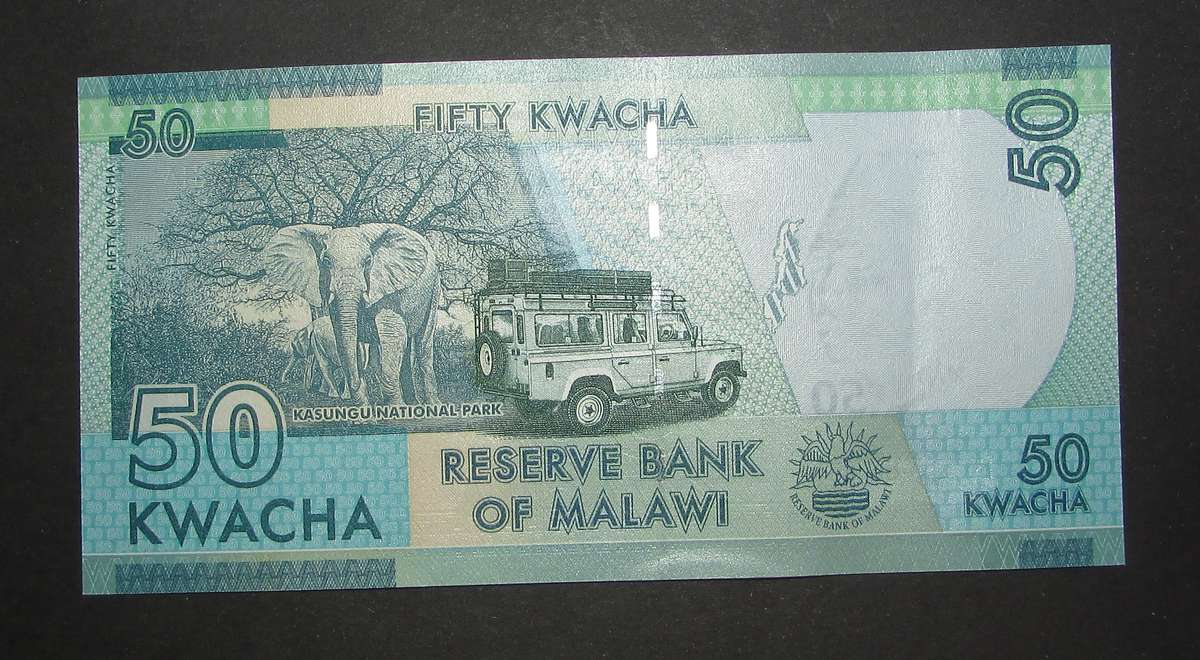 50
FIFTY KWACHA
50
FIFTY KWACHA
KASUNGU NATIONAL PARK
50
KWACHA
RESERVE BANK
OF MALAWI
RESERVE BANK OF MALAWI
50
KWACHA